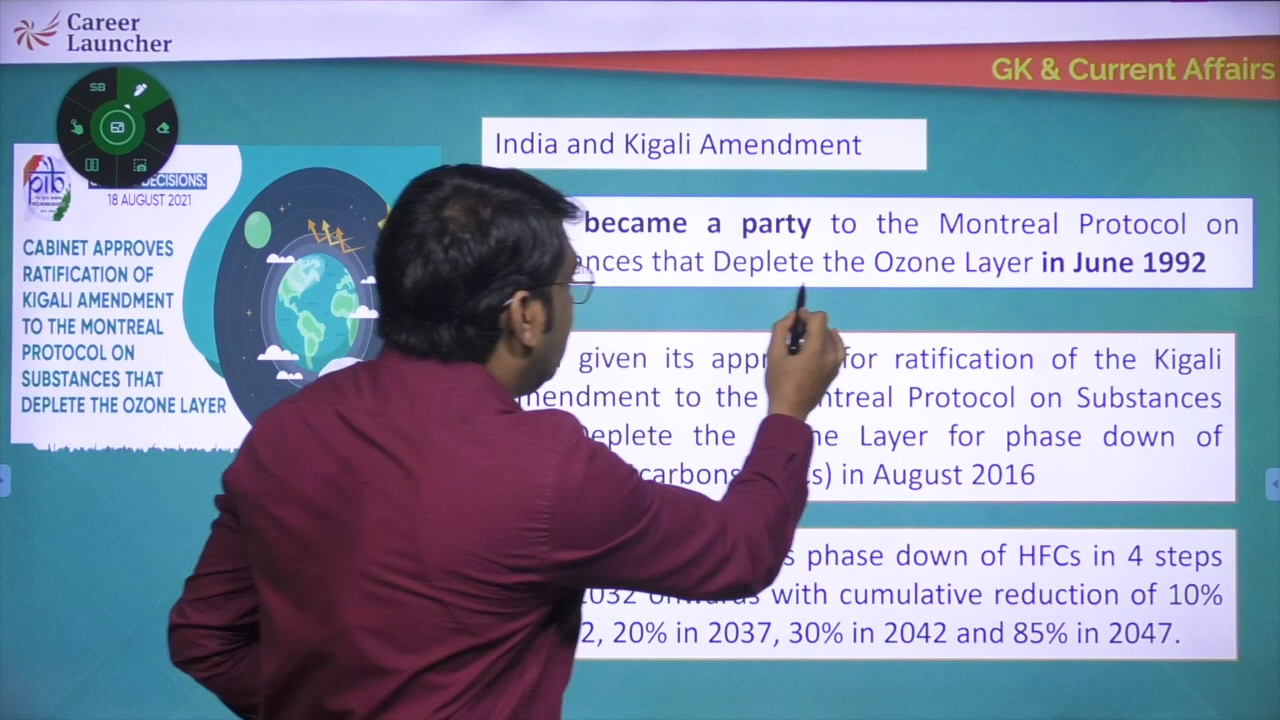 Career
Launcher
GK & Current Affairs
SB
pib
DECISIONS:
18 AUGUST 2021
CABINET APPROVES
RATIFICATION OF
KIGALI AMENDMENT
TO THE MONTREAL
PROTOCOL ON
SUBSTANCES THAT
DEPLETE THE OZONE LAYER
India and Kigali Amendment
became a party to the Montreal Protocol on
ances that Deplete the Ozone Layer in June 1992
given its appr for ratification of the Kigali
mendment to the ntreal Protocol on Substances
eplete the ne Layer for phase down of
carbons s) in August 2016
s phase down of HFCs in 4 steps
2032 onwards with cumulative reduction of 10%
2, 20% in 2037, 30% in 2042 and 85% in 2047.